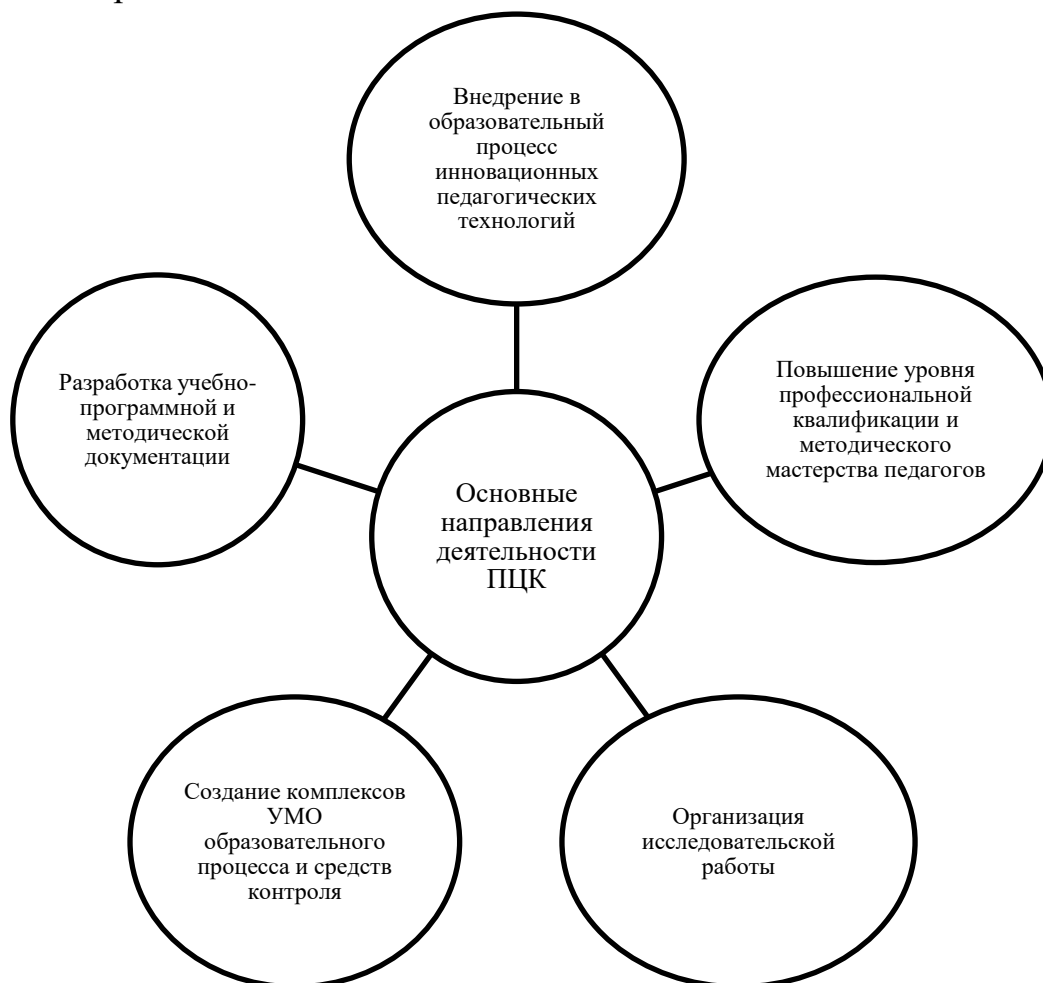 Внедрение в
образовательный
процесс
инновационных
педагогических
технологий
Повышение уровня
профессиональной
квалификации и
методического
мастерства педагогов
Организация
исследовательской
работы
Создание комплексов
УМО
образовательного
процесса и средств
контроля
Разработка учебно-
программной и
методической
документации
Основные
направления
деятельности
ПЦК